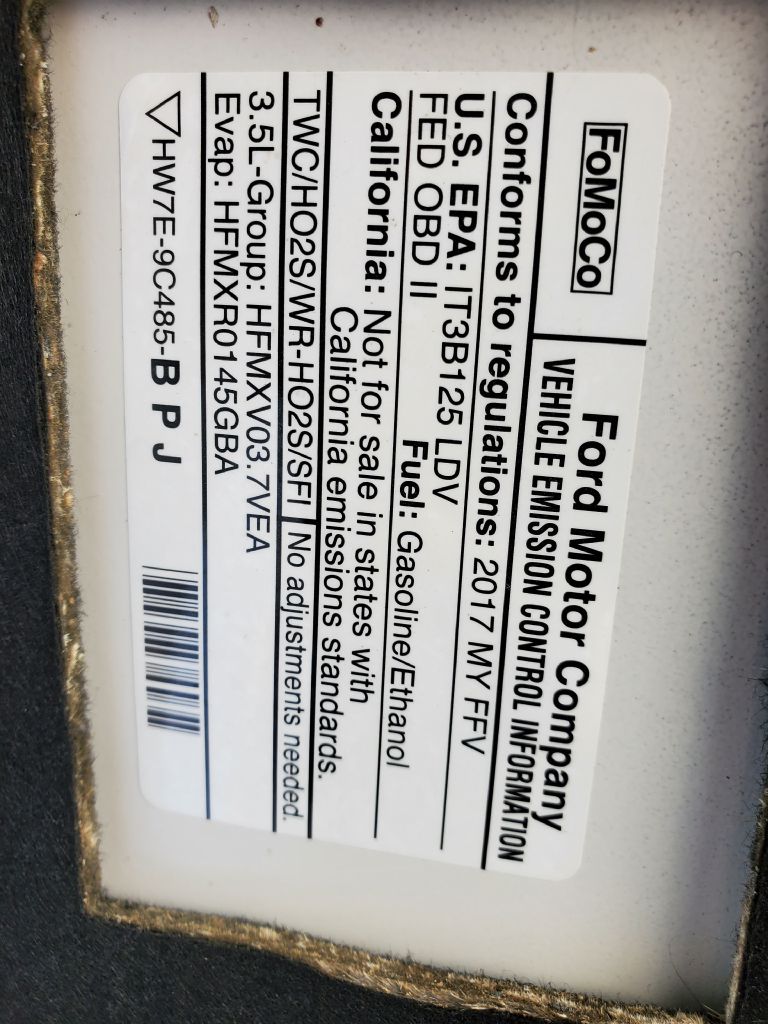 FoMoCo
Ford Motor Company
VEHICLE EMISSION CONTROL INFORMATION
Conforms to regulations: 2017 MY FFV
U.S. EPA: IT3B125 LDV
FED OBD II Fuel: Gasoline/Ethanol
California: Not for sale in states with
California emissions standards.
TWC/HO2S/WR-HO2S/SFI No adjustments needed.
3.5L-Group: HFMXV03.7VEA
Evap: HFMXR0145GBA
HW7E-9C485-B P J